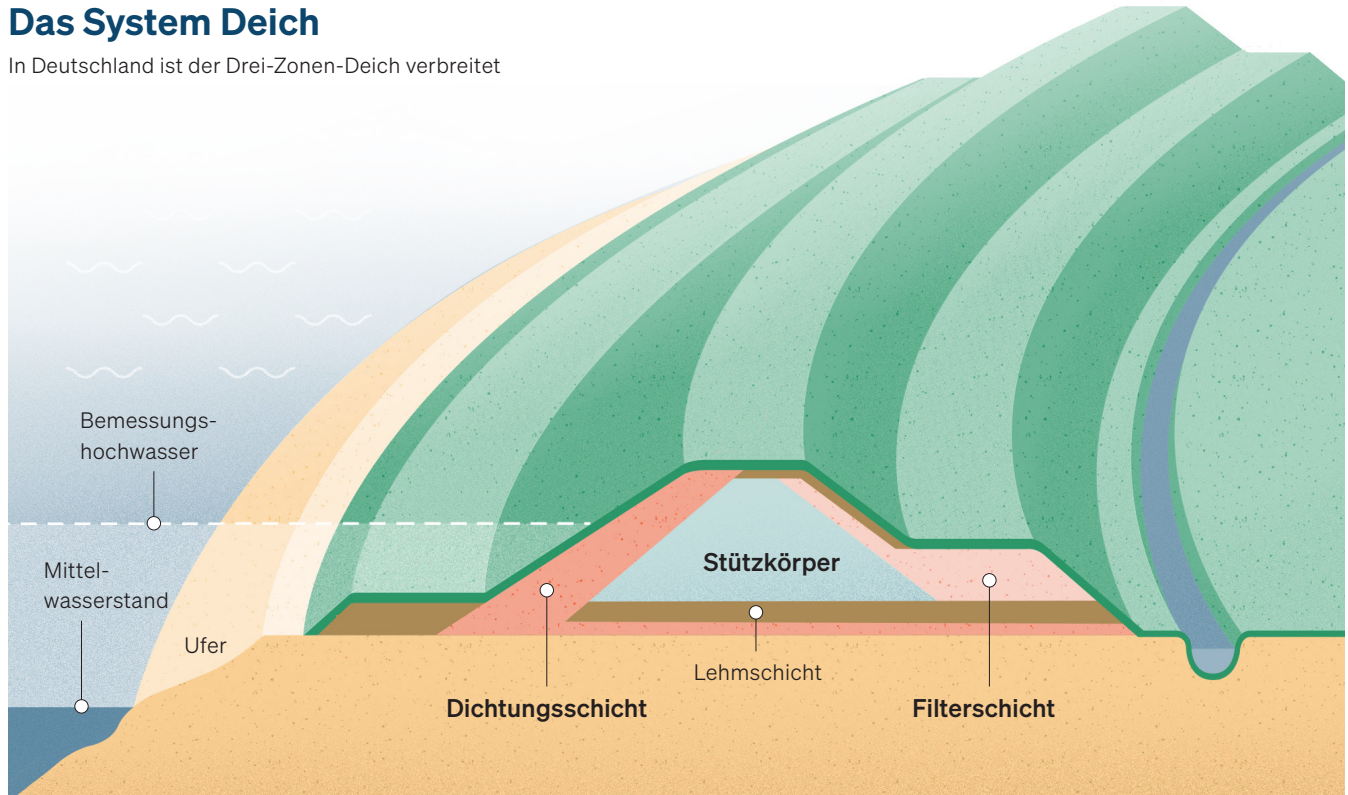 Das System Deich
In Deutschland ist der Drei-Zonen-Deich verbreitet
Bemessungs-
hochwasser
Mittel-
wasserstand
Ufer
Stützkörper
Lehmschicht
Dichtungsschicht
Filterschicht